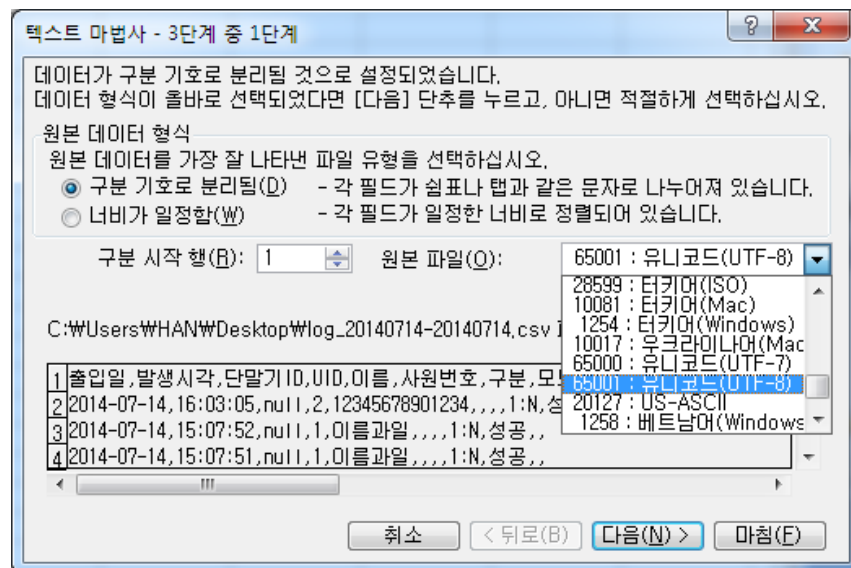 텍스트 마법사 - 3단계 중 1단계
데이터가 구분 기호로 분리됨 것으로 설정되었습니다.
데이터 형식이 올바로 선택되었다면 [다음] 단추를 누르고, 아니면 적절하게 선택하십시오.
원본 데이터 형식
원본 데이터를 가장 잘 나타낸 파일 유형을 선택하십시오.
구분 기호로 분리됨(D) - 각 필드가 쉼표나 탭과 같은 문자로 나누어져 있습니다.
너비가 일정함(W) - 각 필드가 일정한 너비로 정렬되어 있습니다.
구분 시작 행(R): 1 원본 파일(O): 65001 : 유니코드(UTF-8)
28599 : 터키어(ISO)
10081 : 터키어(Mac)
1254 : 터키어(Windows)
10017 : 우크라이나어(Mac
65000 : 유니코드(UTF-7)
65001 : 유니코드(UTF-8)
20127 : US-ASCII
1258 : 베트남어(Windows
C:₩Users₩HAN₩Desktop₩log_20140714-20140714.csv
1 출입일,발생시각,단말기ID,UID,이름,사원번호,구분,
2 2014-07-14,16:03:05,null,2,12345678901234,,,,1:N,성
3 2014-07-14,15:07:52,null,1,이름과일,,,,1:N,성공,,
4 2014-07-14,15:07:51,null,1,이름과일,,,,1:N,성공,,
취소 < 뒤로(B) 다음(N) > 마침(F)